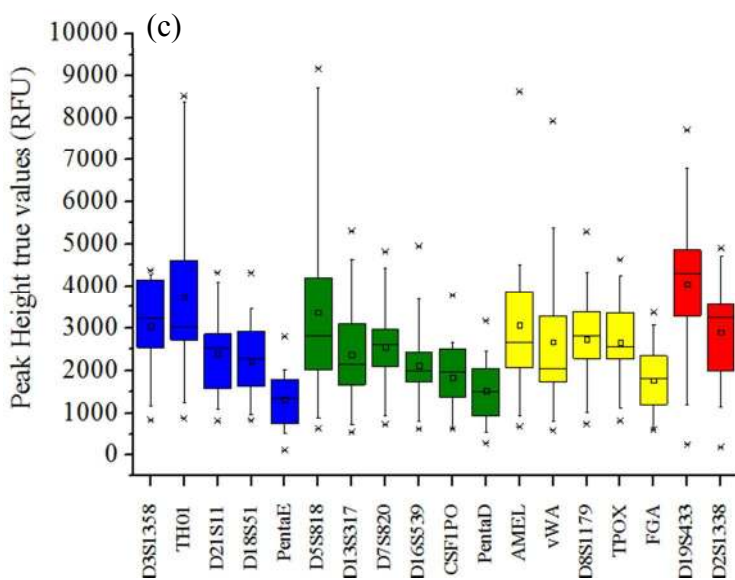 (c)
10000
9000
8000
7000
6000
5000
4000
3000
2000
1000
0
Peak Height true values (RFU)
D3S1358
TH01
D21S11
D18S51
PentaE
D5S818
D13S317
D7S820
D16S539
CSF1PO
PentaD
AMEL
vWA
D8S1179
TPOX
FGA
D19S433
D2S1338